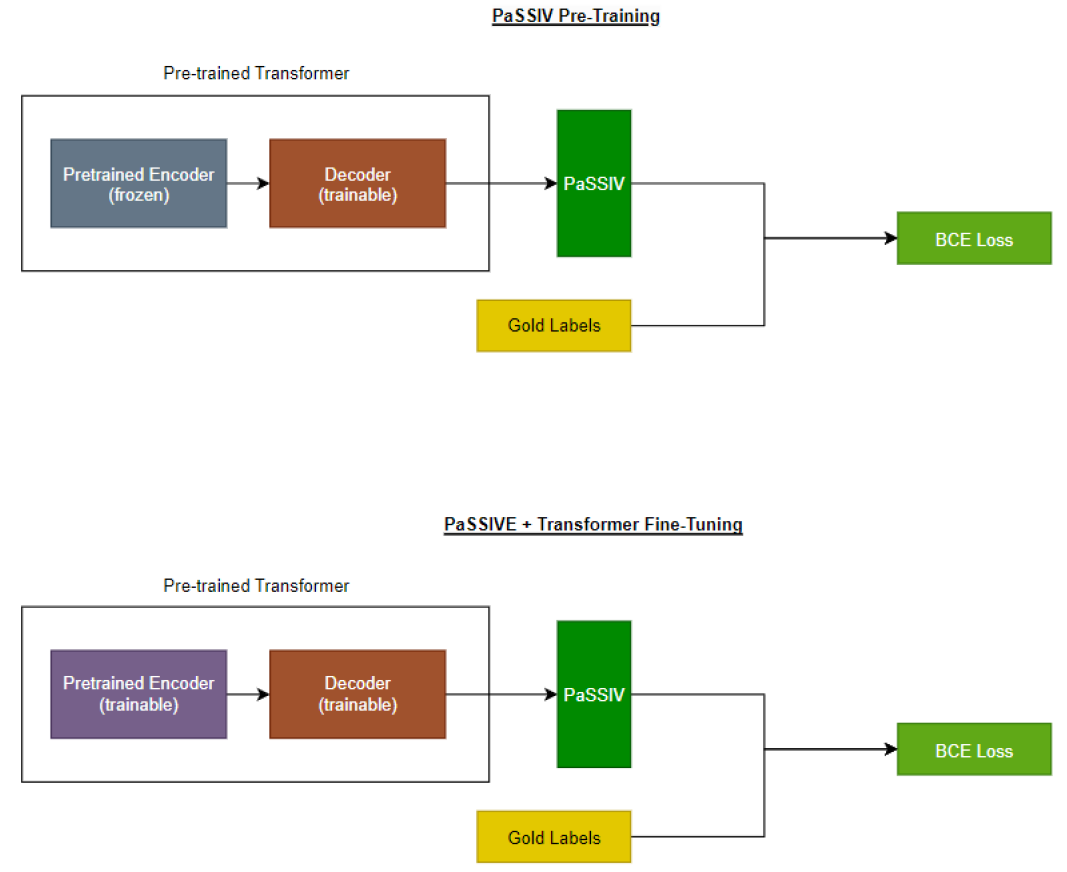 PaSSIV Pre-Training
Pre-trained Transformer
Pretrained Encoder
(frozen)
Decoder
(trainable)
PaSSIV
BCE Loss
Gold Labels
PaSSIVE + Transformer Fine-Tuning
Pre-trained Transformer
Pretrained Encoder
(trainable)
Decoder
(trainable)
PaSSIV
BCE Loss
Gold Labels